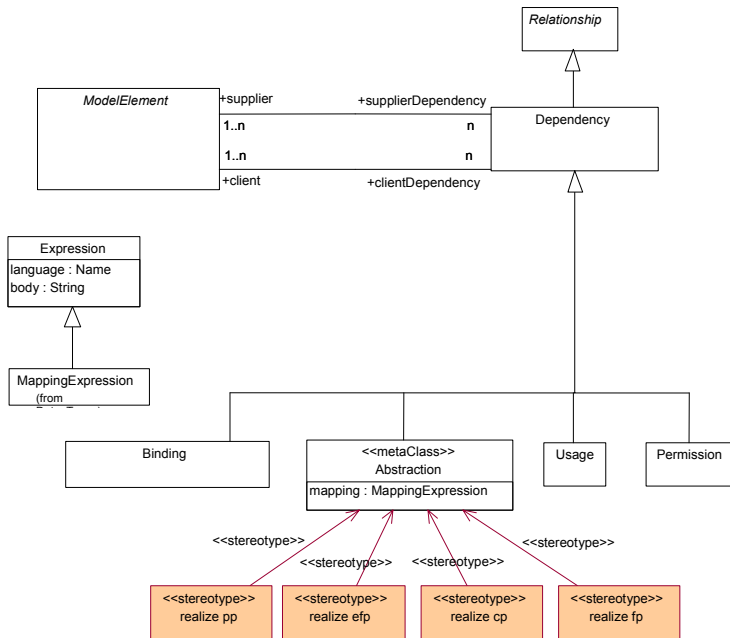 Relationship
ModelElement
+supplier
+supplierDependency
Dependency
1..n
n
1..n
n
+client
+clientDependency
Expression
language : Name
body : String
MappingExpression
(from
Binding
<<metaClass>>
Abstraction
mapping : MappingExpression
Usage
Permission
<<stereotype>>
<<stereotype>>
<<stereotype>>
<<stereotype>>
<<stereotype>>
realize pp
<<stereotype>>
realize efp
<<stereotype>>
realize cp
<<stereotype>>
realize fp